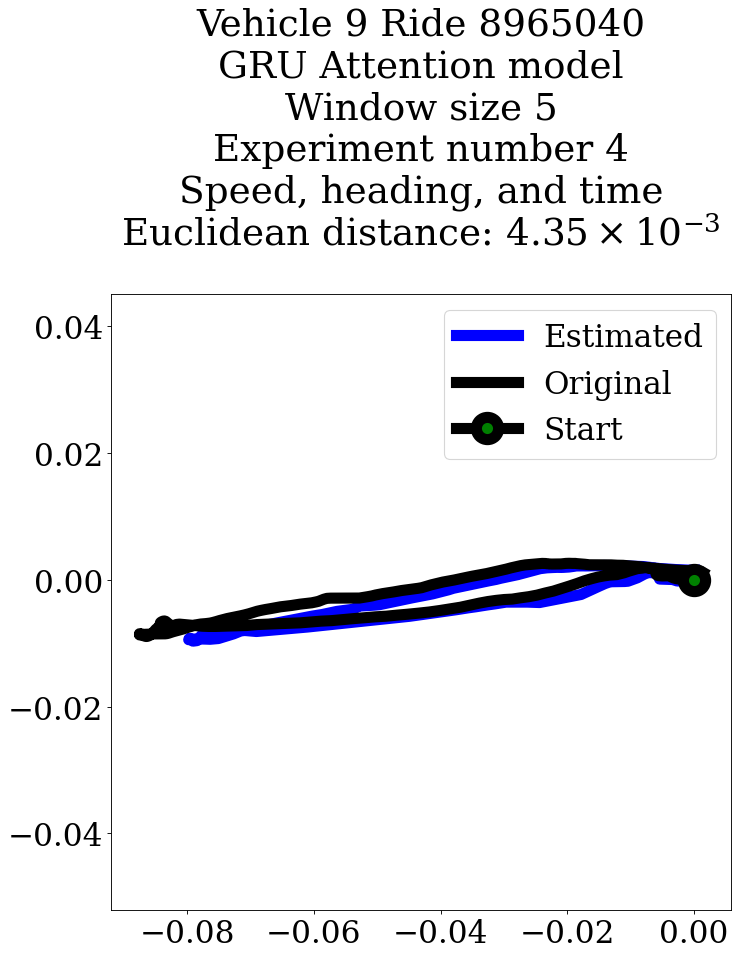 Vehicle 9 Ride 8965040
GRU Attention model
Window size 5
Experiment number 4
Speed, heading, and time
Euclidean distance: 4.35 × 10⁻³
Estimated
Original
Start
0.04
0.02
0.00
−0.02
−0.04
−0.08 −0.06 −0.04 −0.02 0.00